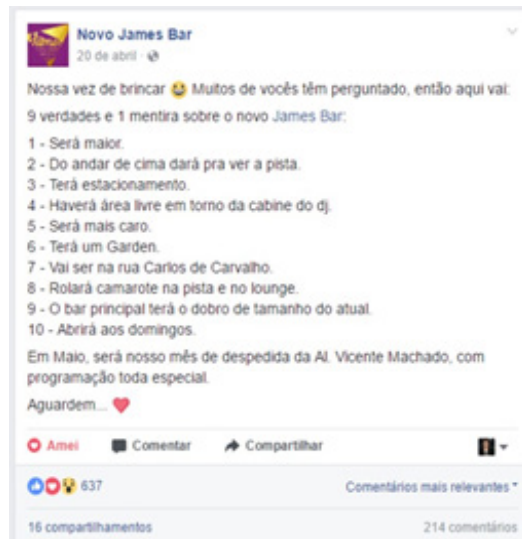 Novo James Bar
20 de abril ·
Nossa vez de brincar 😀 Muitos de vocês têm perguntado, então aqui vai:
9 verdades e 1 mentira sobre o novo James Bar:
1 - Será maior.
2 - Do andar de cima dará pra ver a pista.
3 - Terá estacionamento.
4 - Haverá área livre em torno da cabine do dj.
5 - Será mais caro.
6 - Terá um Garden.
7 - Vai ser na rua Carlos de Carvalho.
8 - Rolará camarote na pista e no lounge.
9 - O bar principal terá o dobro de tamanho do atual.
10 - Abrirá aos domingos.
Em Maio, será nosso mês de despedida da Al. Vicente Machado, com
programação toda especial.
Aguardem... ❤
Amei Comentar Compartilhar
637 Comentários mais relevantes
16 compartilhamentos 214 comentários